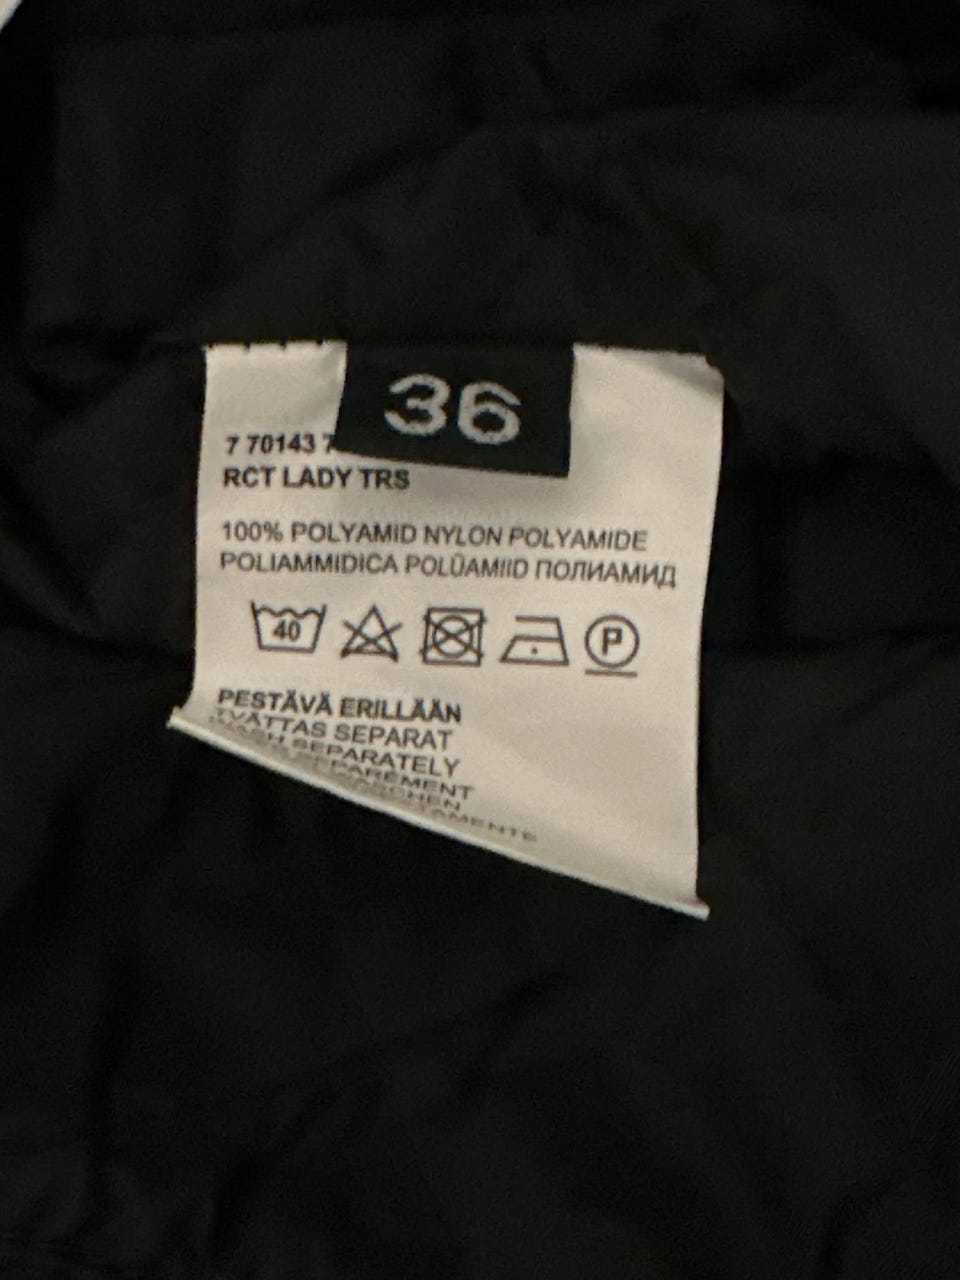 36
7 70143 7
RCT LADY TRS
100% POLYAMID NYLON POLYAMIDE
POLIAMMIDICA POLÜAMIID ПОЛИАМИД
40
P
PESTÄVÄ ERILLÄÄN
TVÄTTAS SEPARAT
WASH SEPARATELY